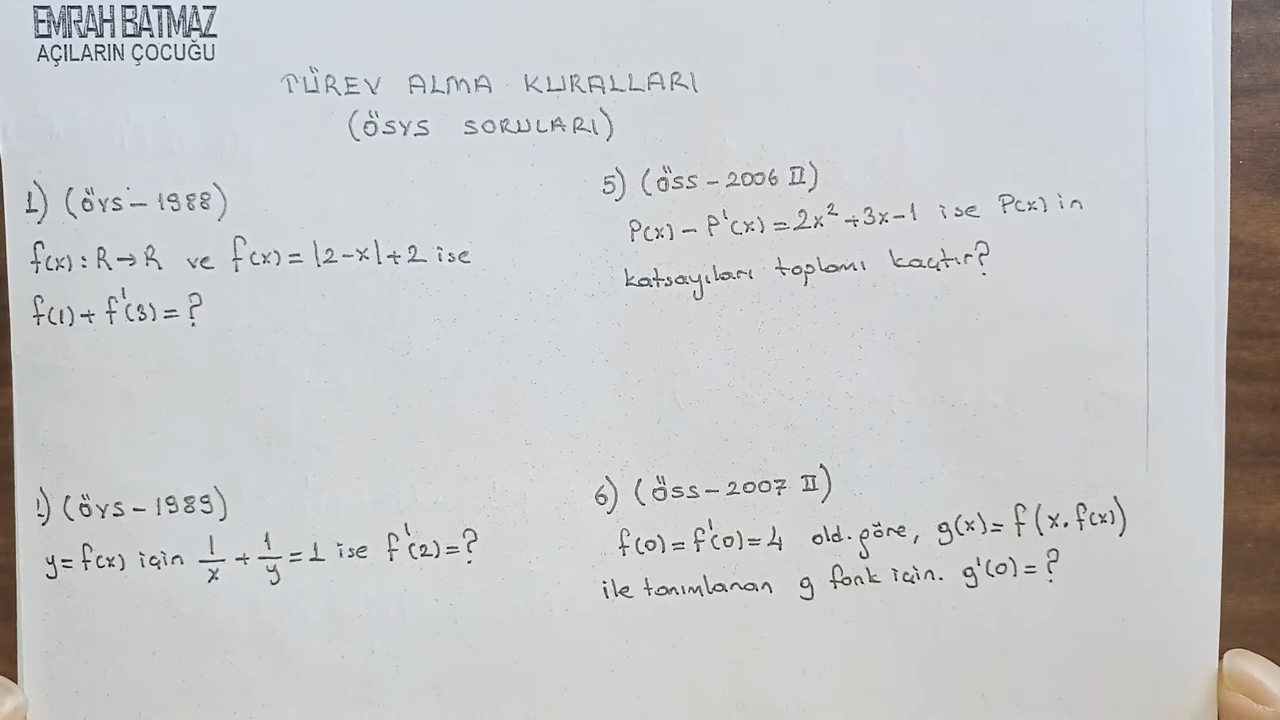 EMRAH BATMAZ
AÇILARIN ÇOCUĞU
TÜREV ALMA KURALLARI
(ÖSYS SORULARI)
1) (ÖYS - 1988)
f(x) : R → R ve f(x) = |2-x| + 2 ise
f(1) + f'(3) = ?
) (ÖYS - 1989)
y = f(x) için 1/x + 1/y = 1 ise f'(2) = ?
5) (ÖSS - 2006 II)
P(x) - P'(x) = 2x² + 3x - 1 ise P(x) in
katsayıları toplamı kaçtır?
6) (ÖSS - 2007 II)
f(0) = f'(0) = 4 old. göre, g(x) = f(x.f(x))
ile tanımlanan g fonk için. g'(0) = ?